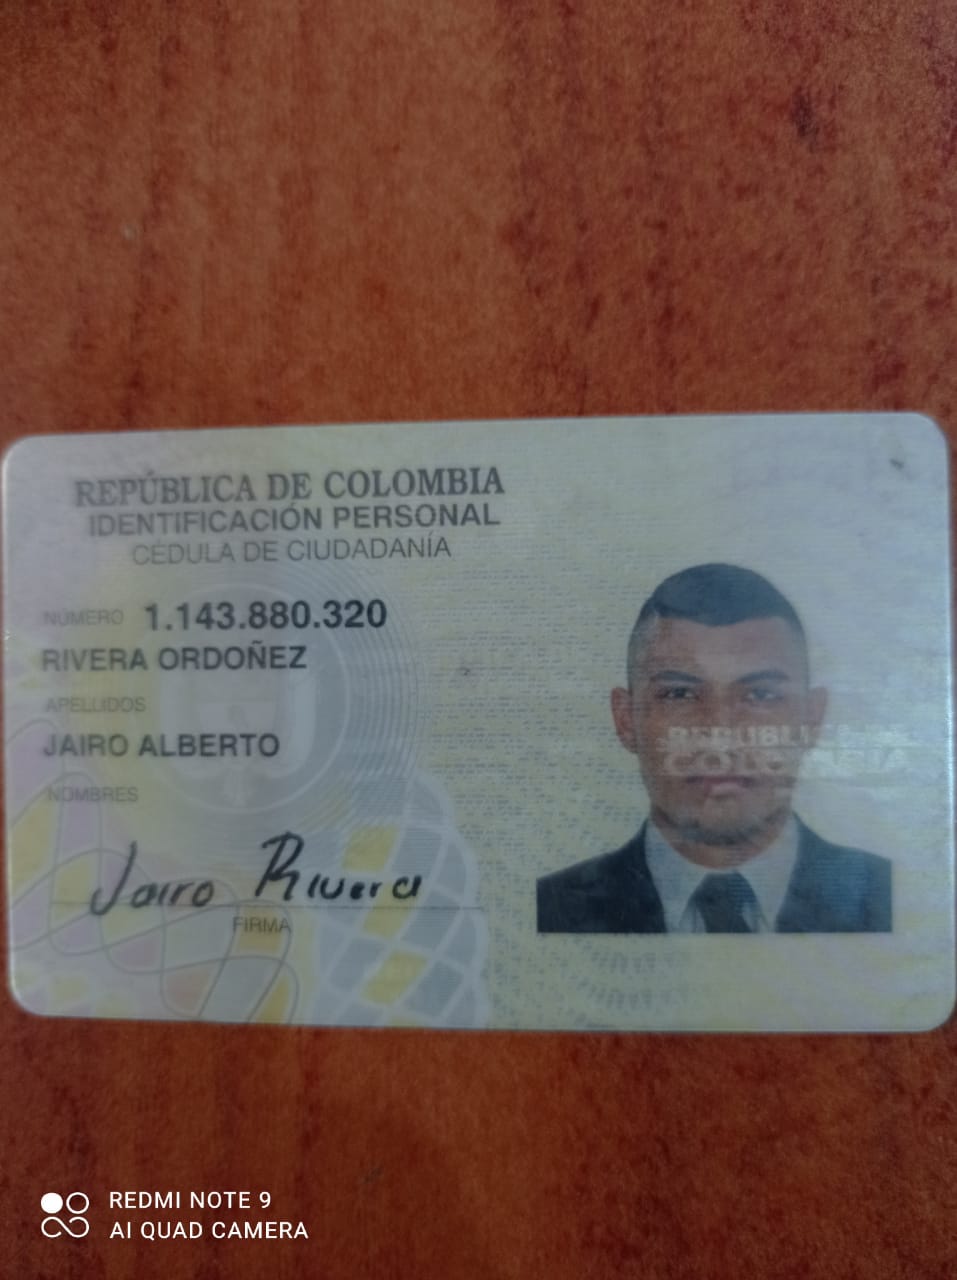 REPÚBLICA DE COLOMBIA
IDENTIFICACIÓN PERSONAL
CÉDULA DE CIUDADANÍA
NÚMERO 1.143.880.320
RIVERA ORDOÑEZ
APELLIDOS
JAIRO ALBERTO
NOMBRES
Jairo Rivera
FIRMA
REPUBLICA DE
COLOMBIA
REDMI NOTE 9
AI QUAD CAMERA